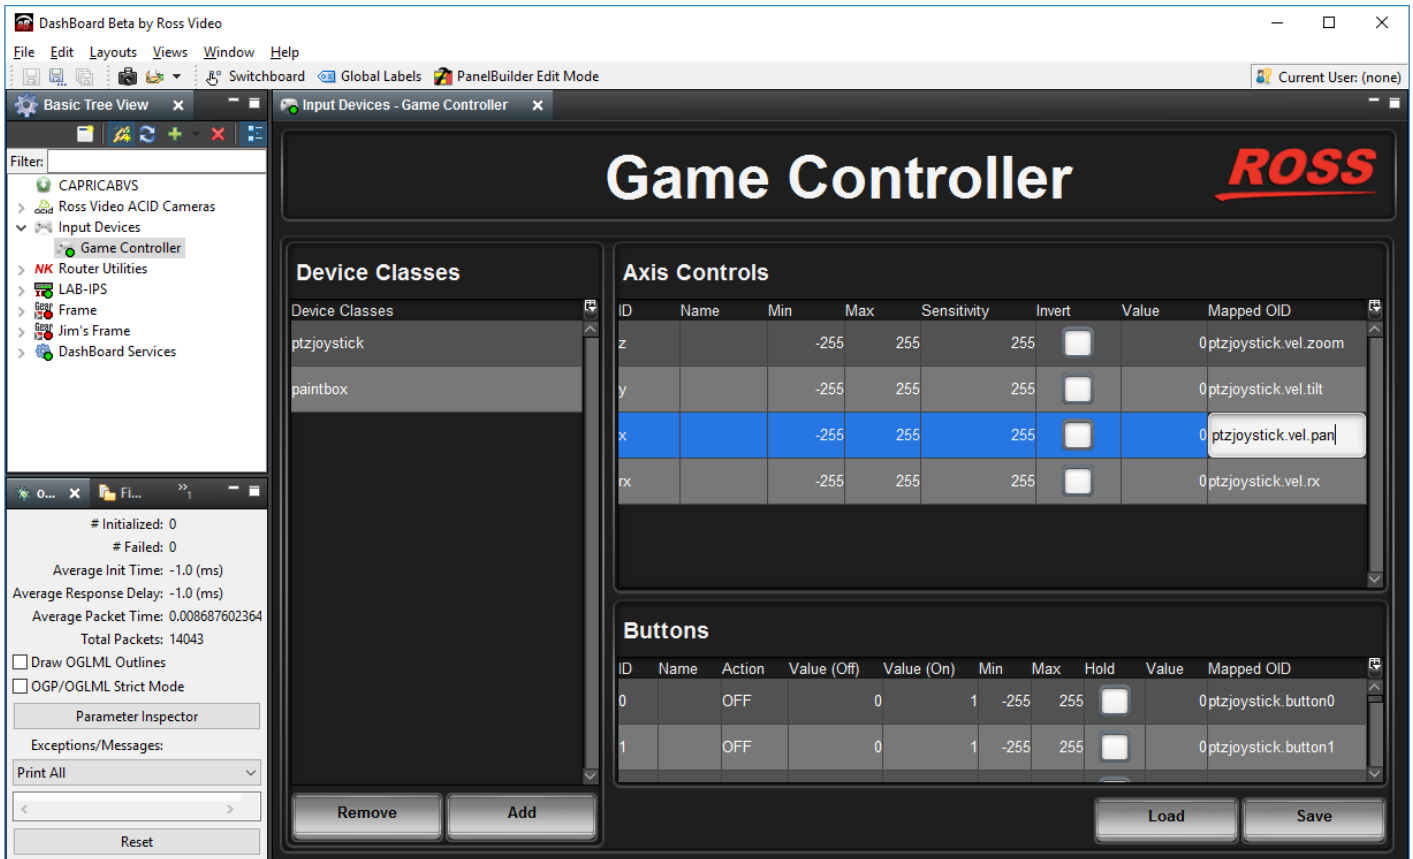 DashBoard Beta by Ross Video
File Edit Layouts Views Window Help
Switchboard Global Labels PanelBuilder Edit Mode Current User: (none)
Basic Tree View
Filter:
CAPRICABVS
Ross Video ACID Cameras
Input Devices
Game Controller
NK Router Utilities
LAB-IPS
Gear Frame
Gear Jim's Frame
DashBoard Services
o... Fi... »1
# Initialized: 0
# Failed: 0
Average Init Time: -1.0 (ms)
Average Response Delay: -1.0 (ms)
Average Packet Time: 0.008687602364
Total Packets: 14043
Draw OGLML Outlines
OGP/OGLML Strict Mode
Parameter Inspector
Exceptions/Messages:
Print All
Reset
Input Devices - Game Controller
Game Controller
ROSS
Device Classes
Device Classes
ptzjoystick
paintbox
Remove Add
Axis Controls
ID Name Min Max Sensitivity Invert Value Mapped OID
z -255 255 255 0 ptzjoystick.vel.zoom
y -255 255 255 0 ptzjoystick.vel.tilt
x -255 255 255 0 ptzjoystick.vel.pan
rx -255 255 255 0 ptzjoystick.vel.rx
Buttons
ID Name Action Value (Off) Value (On) Min Max Hold Value Mapped OID
0 OFF 0 1 -255 255 0 ptzjoystick.button0
1 OFF 0 1 -255 255 0 ptzjoystick.button1
Load Save